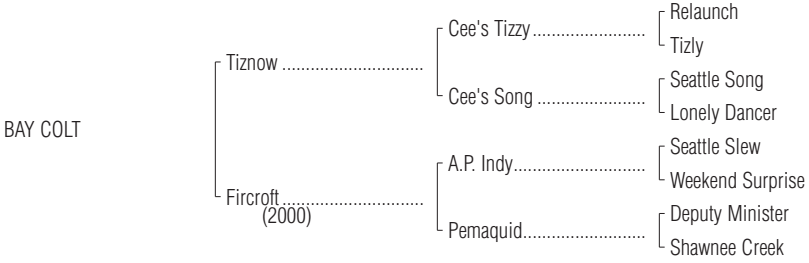 Relaunch
Cee's Tizzy........................
Tizly
Tiznow .............................
Seattle Song
Cee's Song .......................
Lonely Dancer
BAY COLT
Seattle Slew
A.P. Indy...........................
Weekend Surprise
Fircroft.............................
(2000)
Deputy Minister
Pemaquid.........................
Shawnee Creek